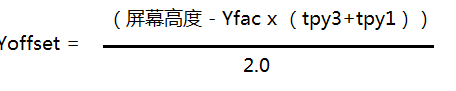 （屏幕高度 - Yfac x（tpy3+tpy1））
Yoffset =
2.0